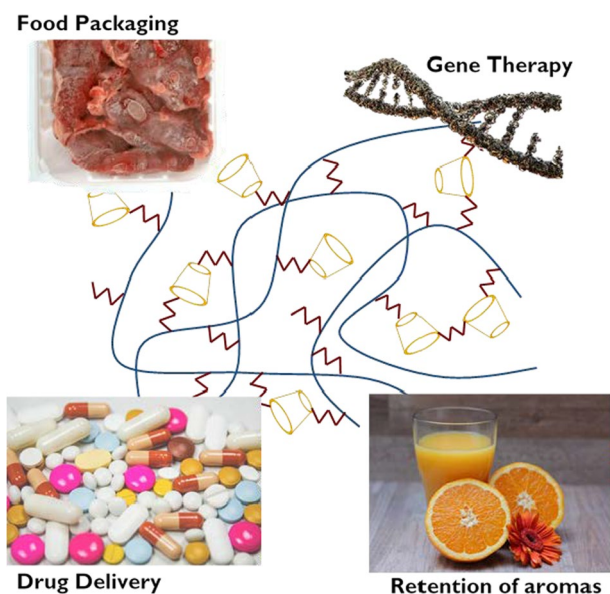 Food Packaging
Gene Therapy
Drug Delivery
Retention of aromas